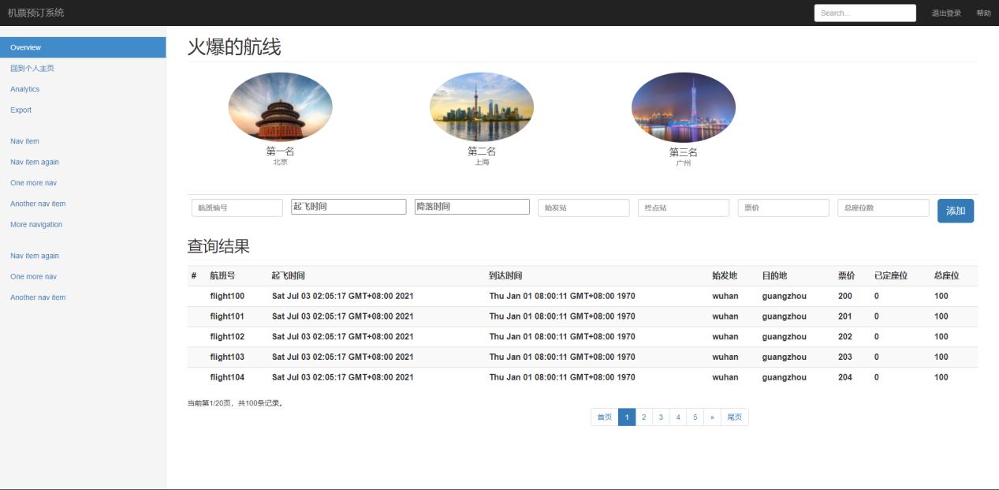 机票预订系统 Search... 退出登录 帮助
Overview
回到个人主页
Analytics
Export
Nav item
Nav item again
One more nav
Another nav item
More navigation
Nav item again
One more nav
Another nav item
火爆的航线
第一名 第二名 第三名
北京 上海 广州
航班编号 起飞时间 降落时间 始发站 终点站 票价 总座位数 添加
查询结果
# 航班号 起飞时间 到达时间 始发地 目的地 票价 已定座位 总座位
flight100 Sat Jul 03 02:05:17 GMT+08:00 2021 Thu Jan 01 08:00:11 GMT+08:00 1970 wuhan guangzhou 200 0 100
flight101 Sat Jul 03 02:05:17 GMT+08:00 2021 Thu Jan 01 08:00:11 GMT+08:00 1970 wuhan guangzhou 201 0 100
flight102 Sat Jul 03 02:05:17 GMT+08:00 2021 Thu Jan 01 08:00:11 GMT+08:00 1970 wuhan guangzhou 202 0 100
flight103 Sat Jul 03 02:05:17 GMT+08:00 2021 Thu Jan 01 08:00:11 GMT+08:00 1970 wuhan guangzhou 203 0 100
flight104 Sat Jul 03 02:05:17 GMT+08:00 2021 Thu Jan 01 08:00:11 GMT+08:00 1970 wuhan guangzhou 204 0 100
当前第1/20页，共100条记录。
首页 1 2 3 4 5 » 尾页